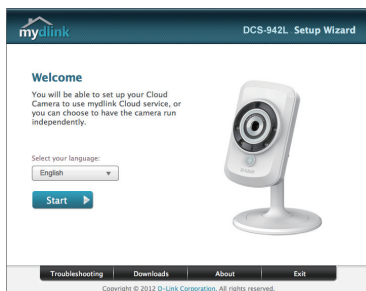 mydlink
DCS-942L Setup Wizard
Welcome
You will be able to set up your Cloud
Camera to use mydlink Cloud service, or
you can choose to have the camera run
independently.
Select your language:
English
Start
D-Link
Troubleshooting Downloads About Exit
Copyright © 2012 D-Link Corporation. All rights reserved.